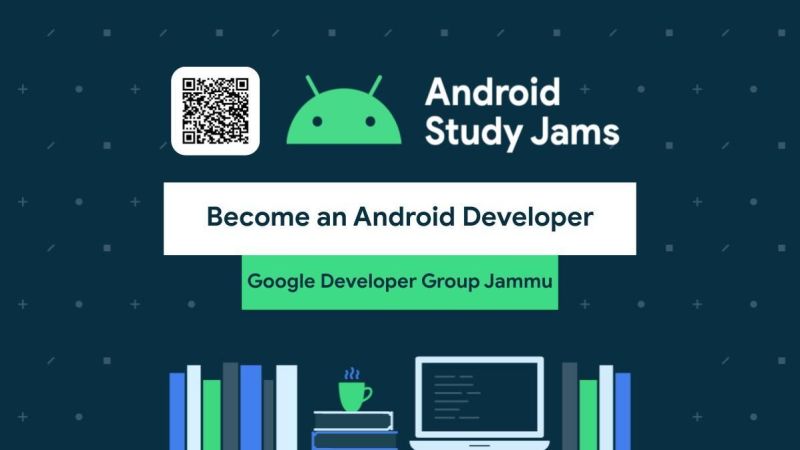 Android
Study Jams
Become an Android Developer
Google Developer Group Jammu